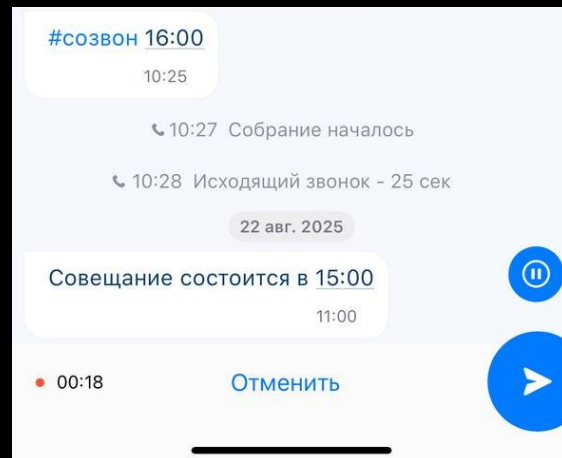 #созвон 16:00
10:25
10:27 Собрание началось
10:28 Исходящий звонок - 25 сек
22 авг. 2025
Совещание состоится в 15:00
11:00
00:18 Отменить